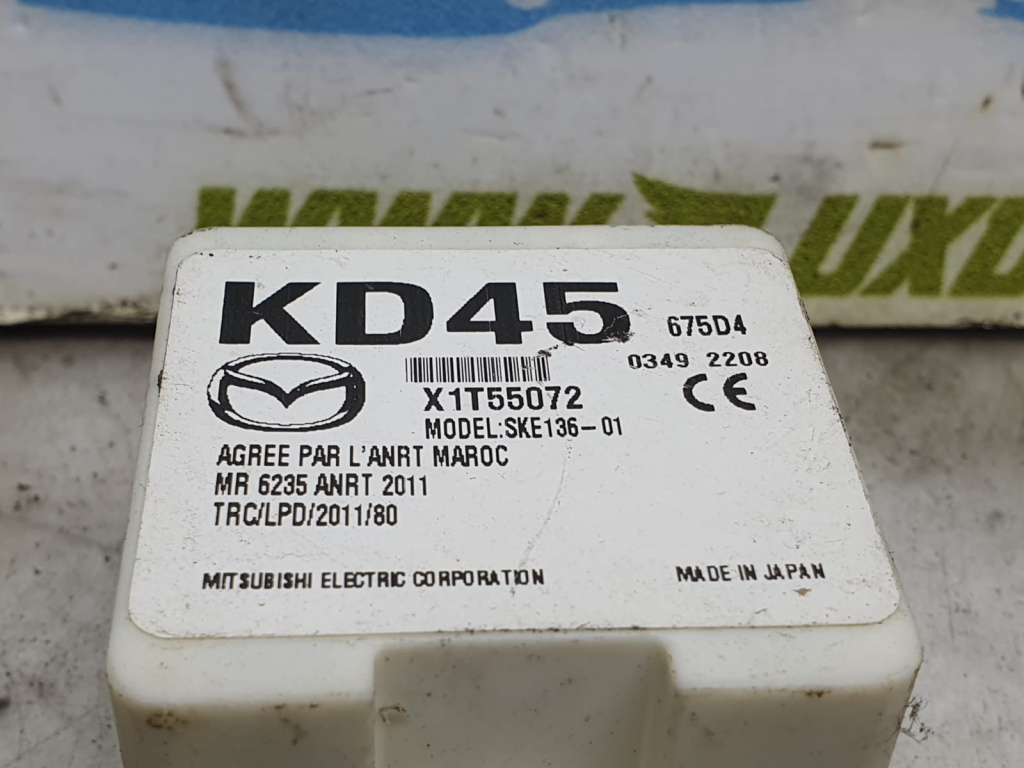 KD45 675D4
0349 2208
X1T55072
CE
MODEL:SKE136-01
AGREE PAR L'ANRT MAROC
MR 6235 ANRT 2011
TRC/LPD/2011/80
MITSUBISHI ELECTRIC CORPORATION MADE IN JAPAN